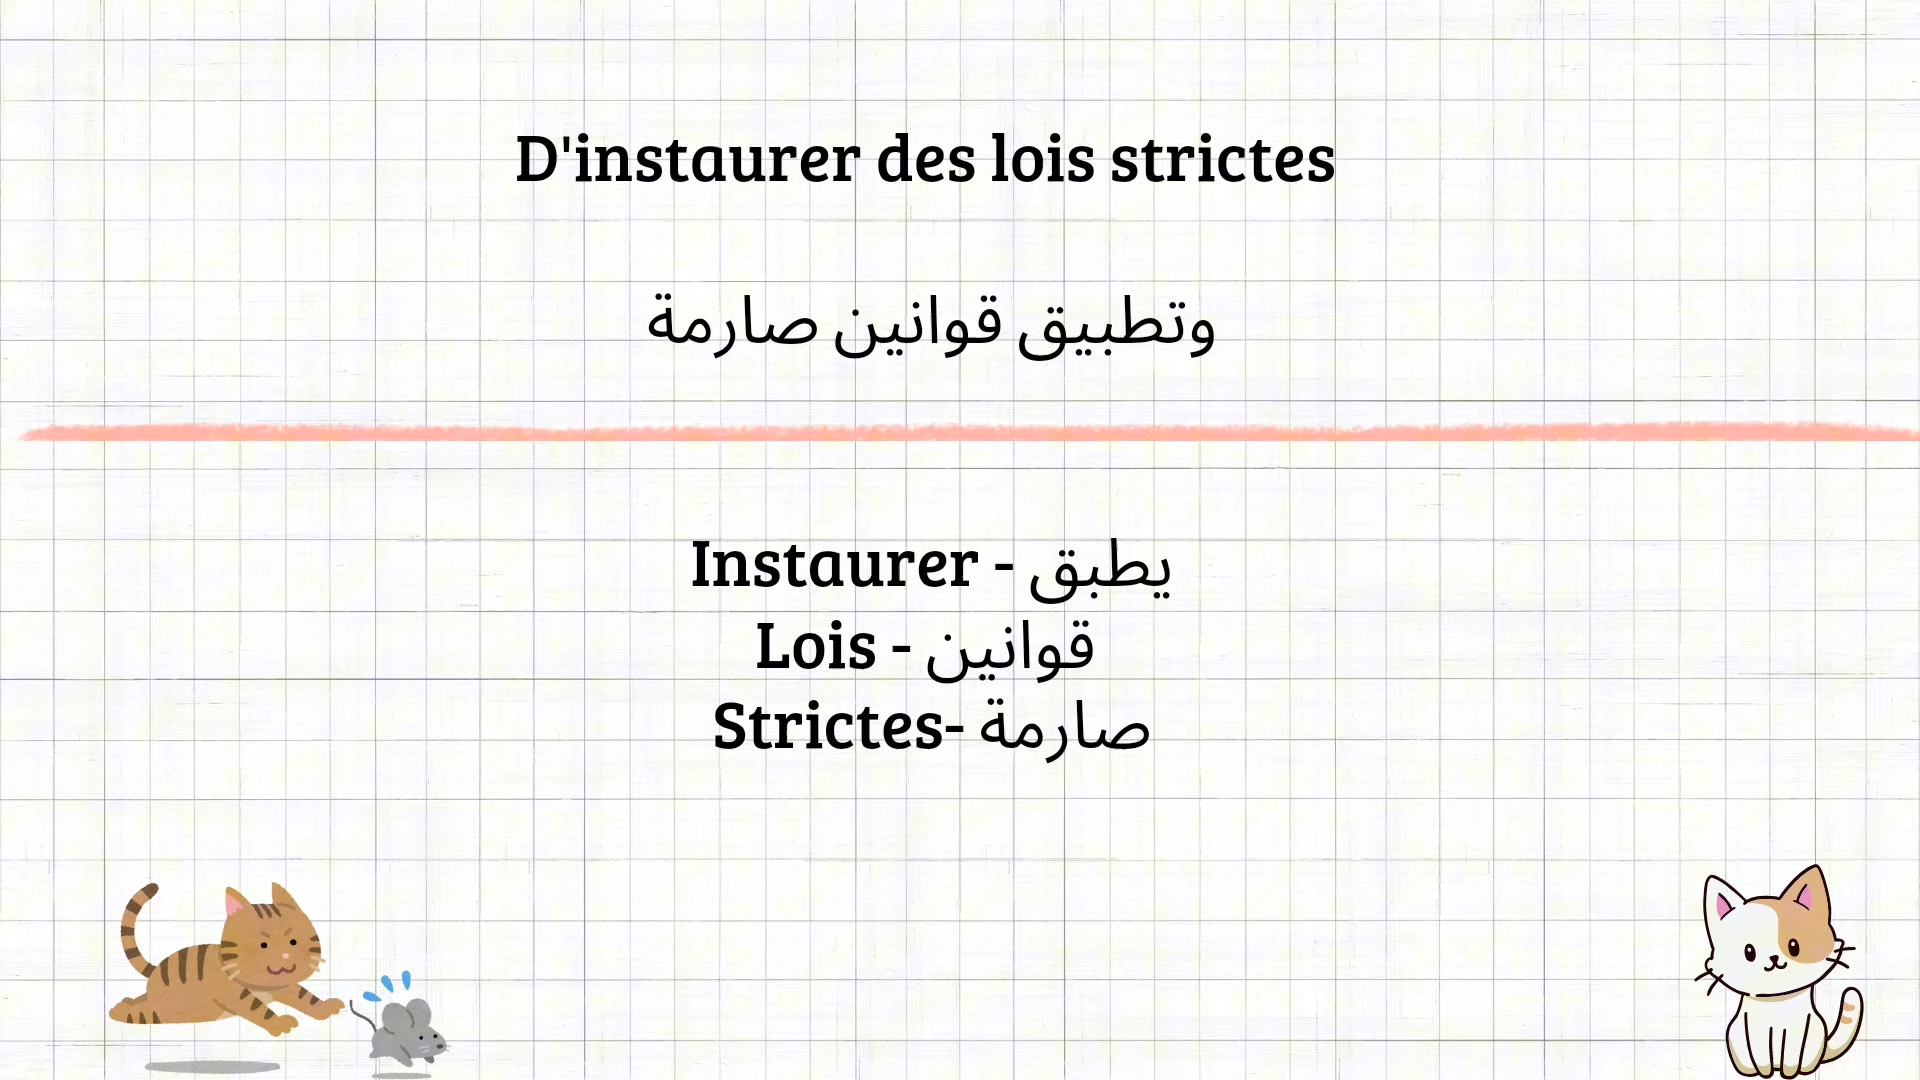 D'instaurer des lois strictes
وتطبيق قوانين صارمة
Instaurer - يطبق
Lois - قوانين
Strictes- صارمة